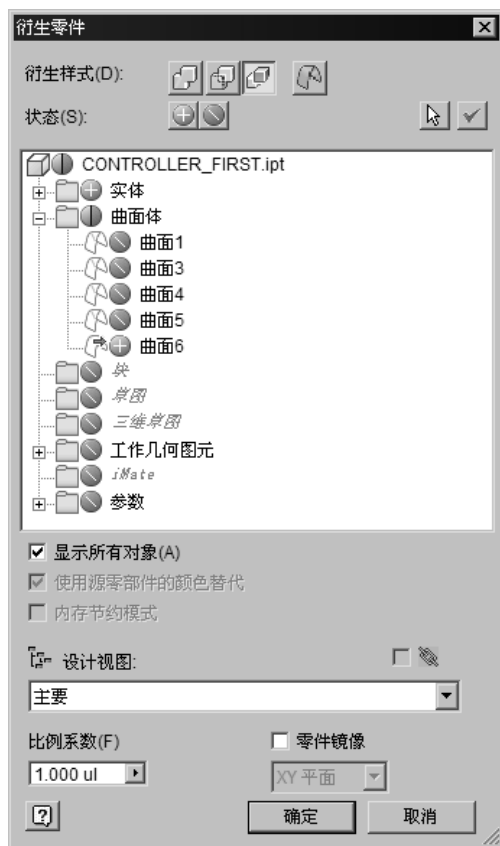 衍生零件
衍生样式(D):
状态(S):
CONTROLLER_FIRST.ipt
实体
曲面体
曲面1
曲面3
曲面4
曲面5
曲面6
块
草图
三维草图
工作几何图元
iMate
参数
显示所有对象(A)
使用源零部件的颜色替代
内存节约模式
设计视图:
主要
比例系数(F)
零件镜像
1.000 ul
XY 平面
确定
取消